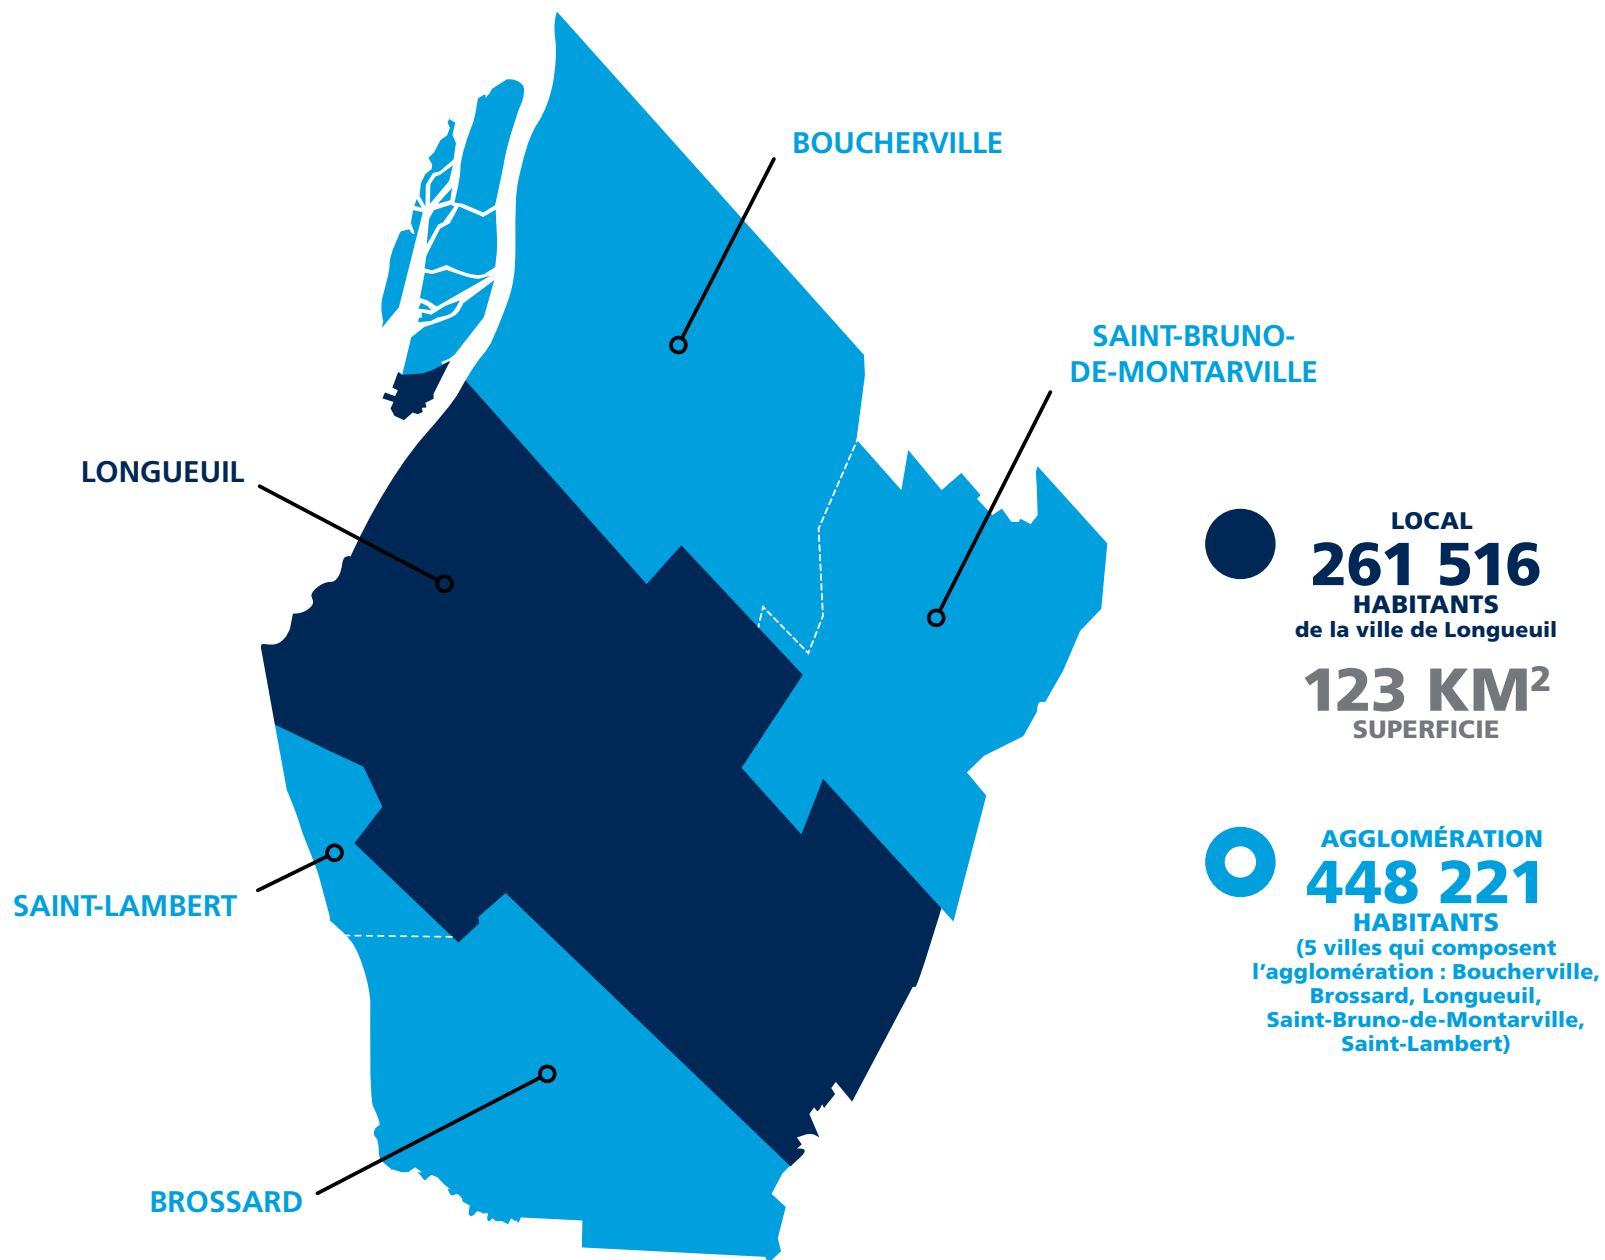 BOUCHERVILLE
SAINT-BRUNO-
DE-MONTARVILLE
LONGUEUIL
SAINT-LAMBERT
BROSSARD
LOCAL
261 516
HABITANTS
de la ville de Longueuil
123 KM²
SUPERFICIE
AGGLOMÉRATION
448 221
HABITANTS
(5 villes qui composent
l’agglomération : Boucherville,
Brossard, Longueuil,
Saint-Bruno-de-Montarville,
Saint-Lambert)